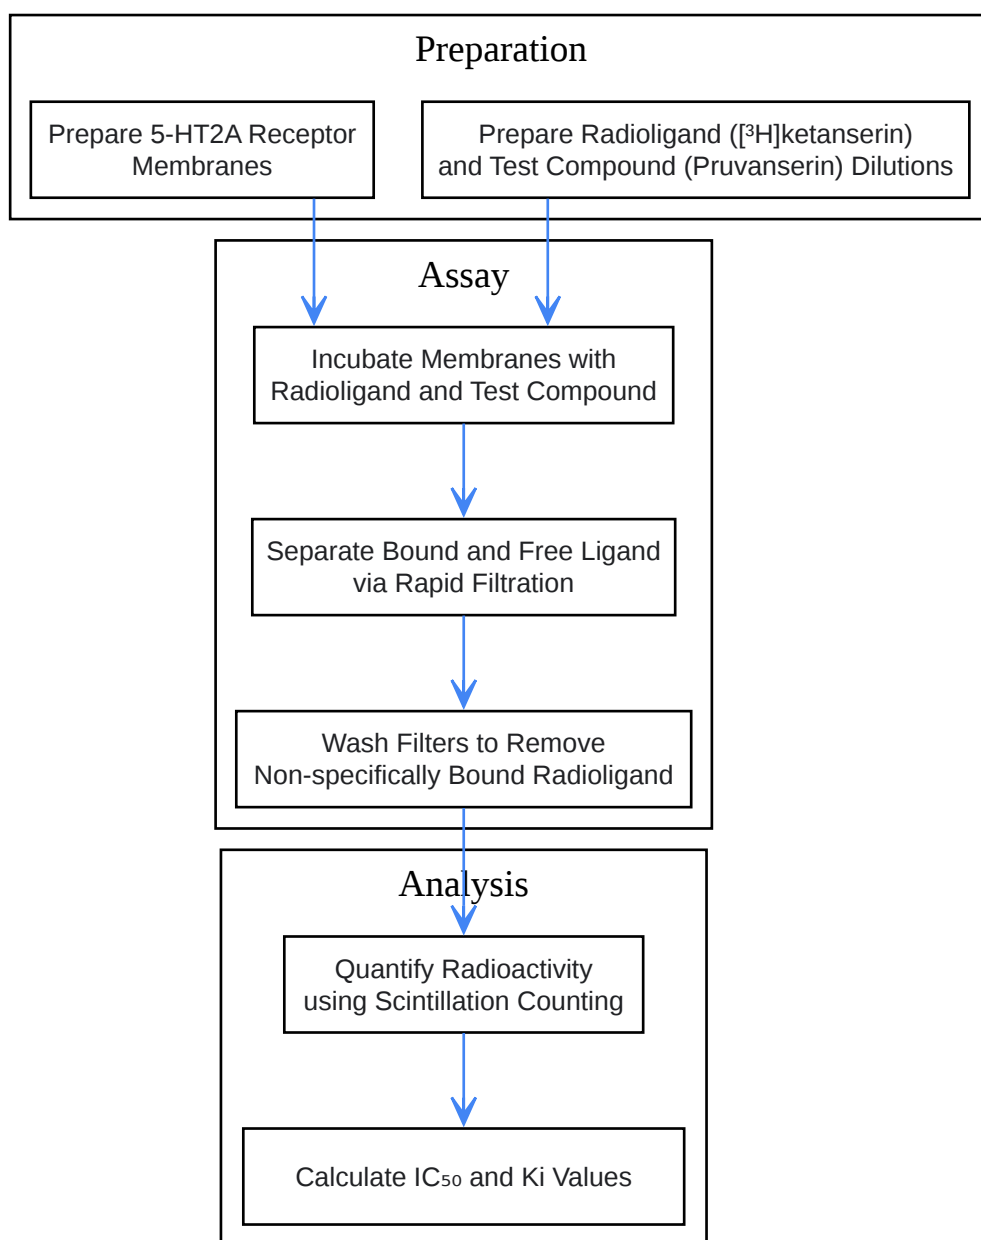 Preparation
Prepare 5-HT2A Receptor
Membranes
Prepare Radioligand ([³H]ketanserin)
and Test Compound (Pruvanserin) Dilutions
Assay
Incubate Membranes with
Radioligand and Test Compound
Separate Bound and Free Ligand
via Rapid Filtration
Wash Filters to Remove
Non-specifically Bound Radioligand
Analysis
Quantify Radioactivity
using Scintillation Counting
Calculate IC₅₀ and Ki Values